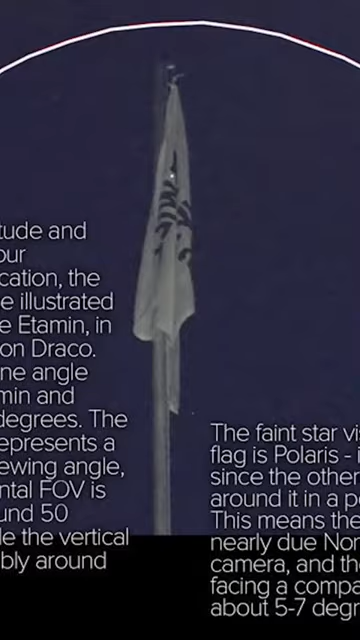 tude and
our
cation, the
e illustrated
e Etamin, in
on Draco.
ne angle
min and
degrees. The
epresents a
ewing angle,
ntal FOV is
und 50
le the vertical
bly around
The faint star vi
flag is Polaris - i
since the other
around it in a p
This means the
nearly due Nor
camera, and th
facing a compa
about 5-7 degr